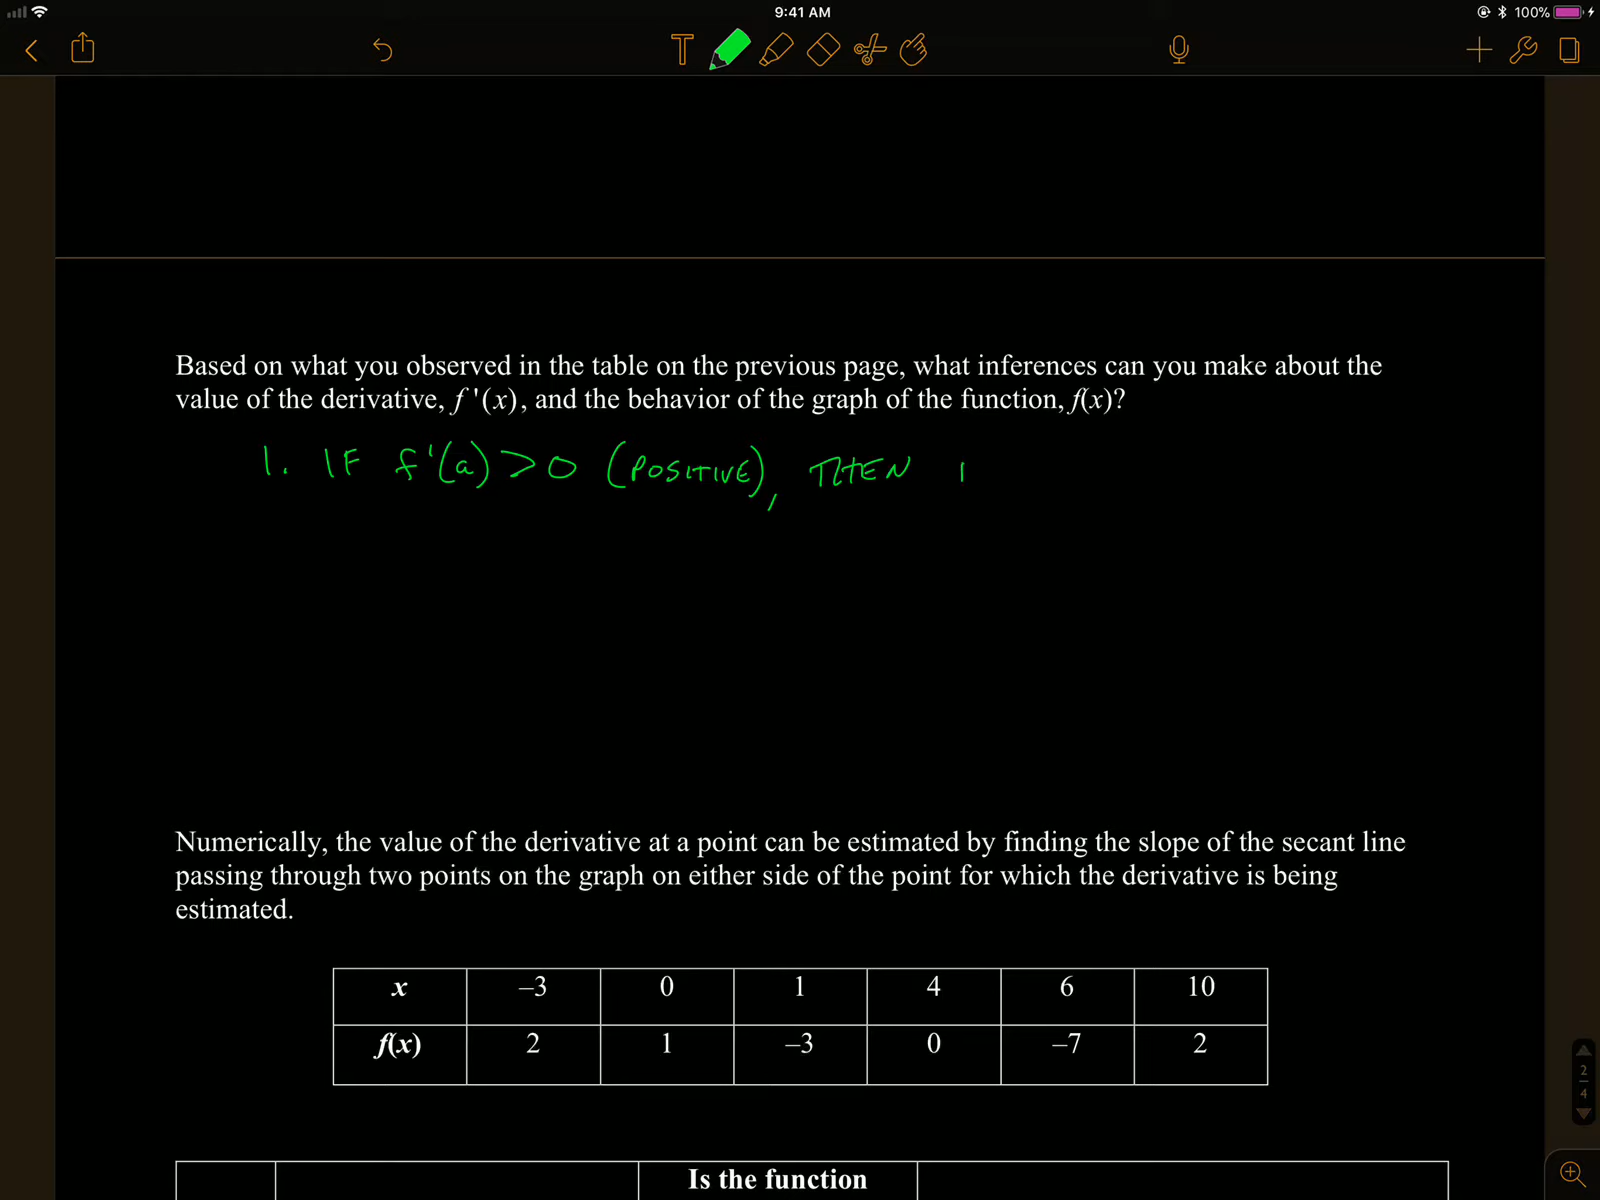 9:41 AM
100%
T
Based on what you observed in the table on the previous page, what inferences can you make about the
value of the derivative, f '(x), and the behavior of the graph of the function, f(x)?
1. IF f'(a) > 0 (POSITIVE), THEN I
Numerically, the value of the derivative at a point can be estimated by finding the slope of the secant line
passing through two points on the graph on either side of the point for which the derivative is being
estimated.
x –3 0 1 4 6 10
f(x) 2 1 –3 0 –7 2
2
4
Is the function